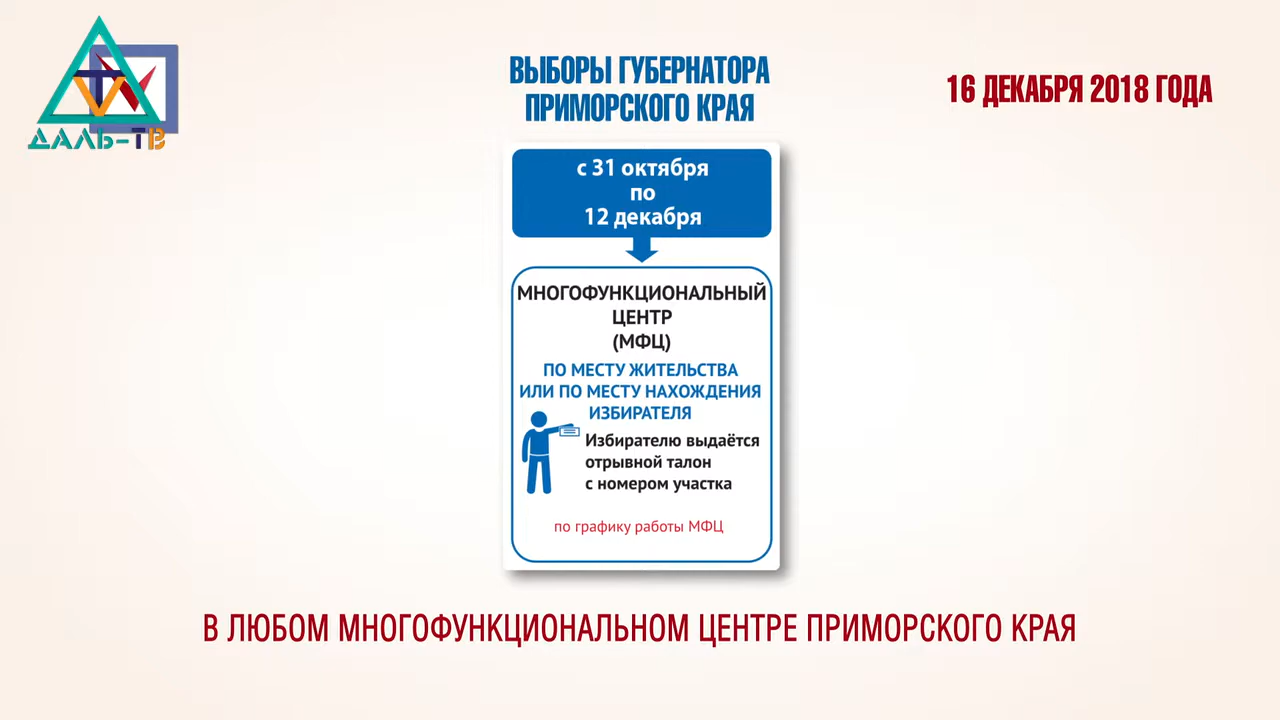 ДАЛЬ-ТВ
ВЫБОРЫ ГУБЕРНАТОРА
ПРИМОРСКОГО КРАЯ
16 ДЕКАБРЯ 2018 ГОДА
с 31 октября
по
12 декабря
МНОГОФУНКЦИОНАЛЬНЫЙ
ЦЕНТР
(МФЦ)
ПО МЕСТУ ЖИТЕЛЬСТВА
ИЛИ ПО МЕСТУ НАХОЖДЕНИЯ
ИЗБИРАТЕЛЯ
Избирателю выдаётся
отрывной талон
с номером участка
по графику работы МФЦ
В ЛЮБОМ МНОГОФУНКЦИОНАЛЬНОМ ЦЕНТРЕ ПРИМОРСКОГО КРАЯ